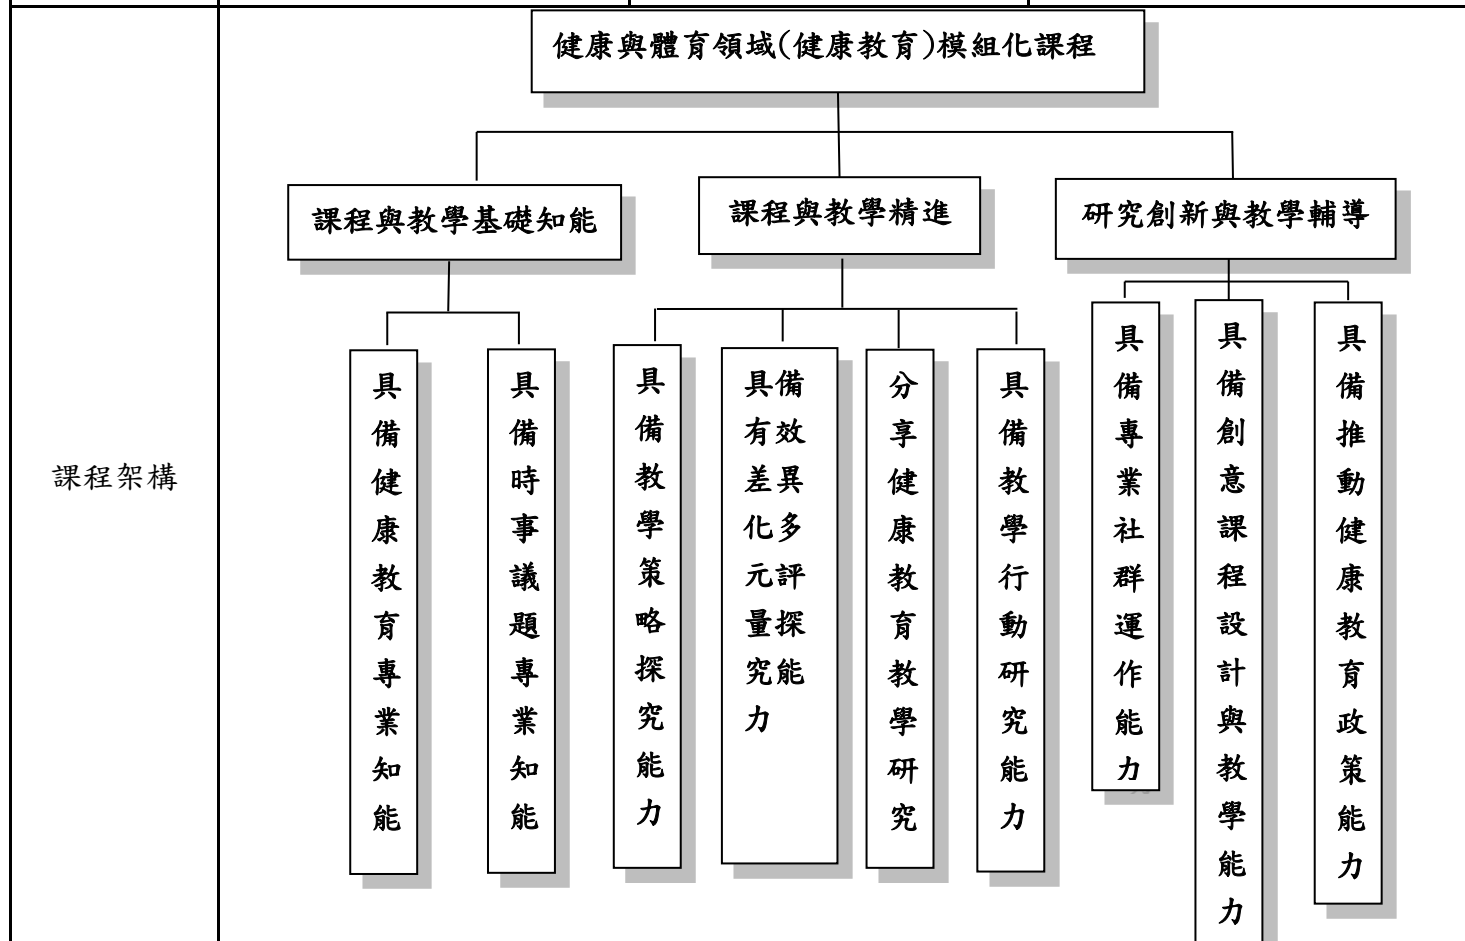 課程架構
健康與體育領域(健康教育)模組化課程
課程與教學基礎知能
課程與教學精進
研究創新與教學輔導
具備健康教育專業知能
具備時事議題專業知能
具備教學策略探究能力
具備
有效
差異
化多
元評
量探
究能
力
分享健康教育教學研究
具備教學行動研究能力
具備專業社群運作能力
具備創意課程設計與教學能力
具備推動健康教育政策能力